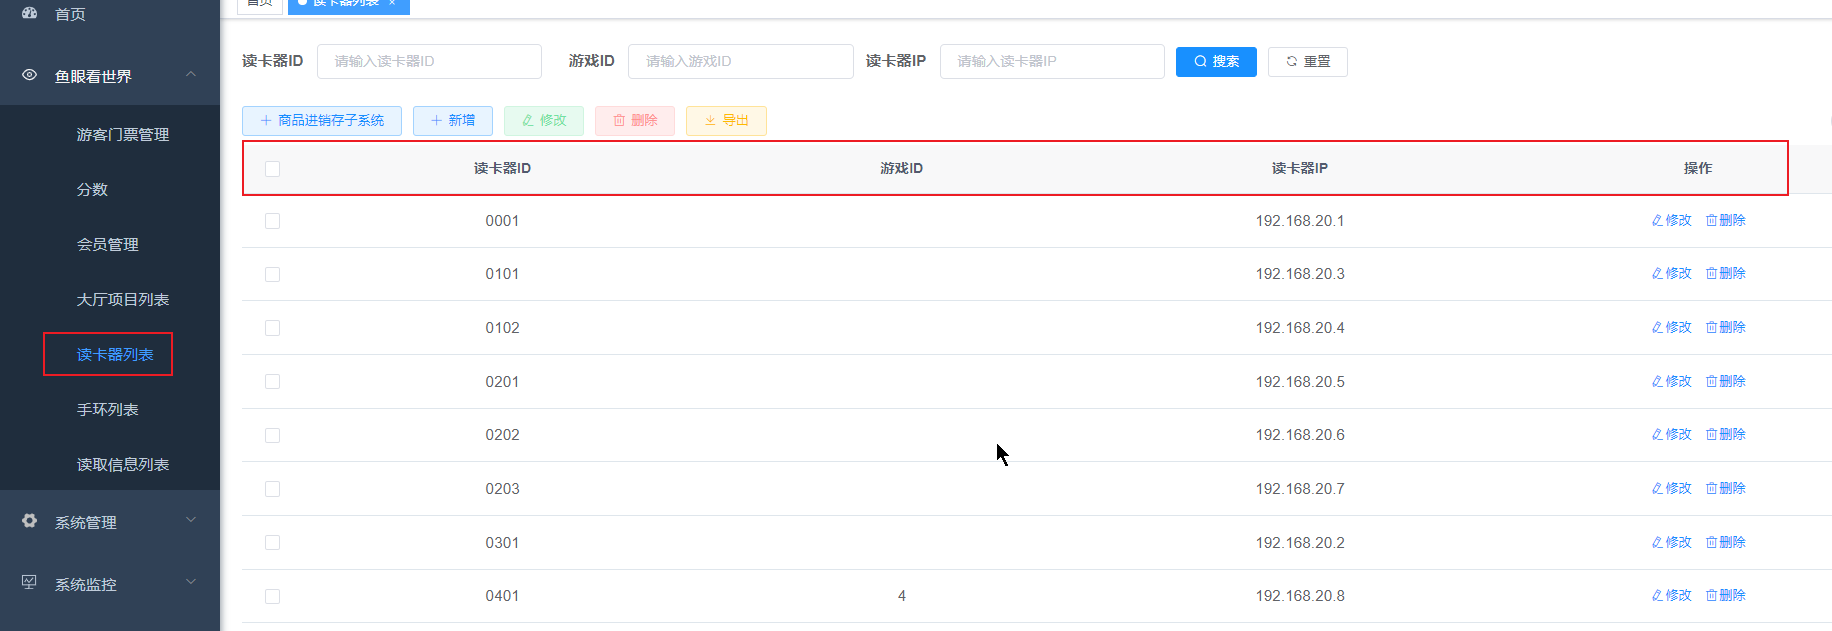 首页
鱼眼看世界
游客门票管理
分数
会员管理
大厅项目列表
读卡器列表
手环列表
读取信息列表
系统管理
系统监控
首页 读卡器列表 ×
读卡器ID 请输入读卡器ID 游戏ID 请输入游戏ID 读卡器IP 请输入读卡器IP 搜索 重置
商品进销存子系统 新增 修改 删除 导出
读卡器ID 游戏ID 读卡器IP 操作
0001 192.168.20.1 修改 删除
0101 192.168.20.3 修改 删除
0102 192.168.20.4 修改 删除
0201 192.168.20.5 修改 删除
0202 192.168.20.6 修改 删除
0203 192.168.20.7 修改 删除
0301 192.168.20.2 修改 删除
0401 4 192.168.20.8 修改 删除